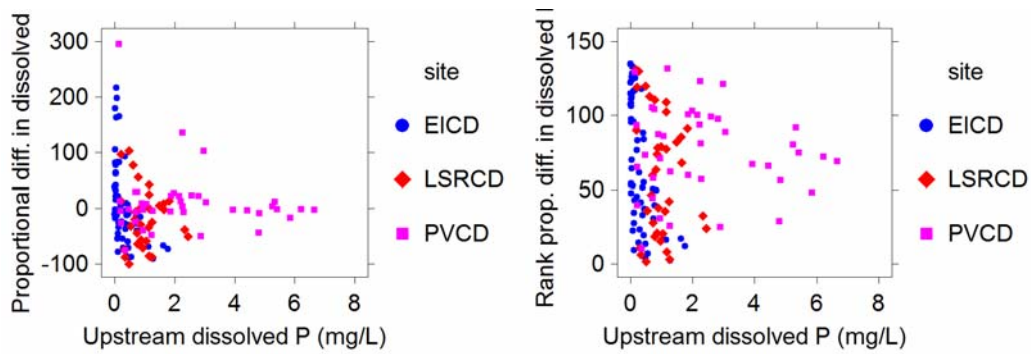 Proportional diff. in dissolved
300
200
100
0
-100
0
2
4
6
8
Upstream dissolved P (mg/L)
site
EICD
LSRCD
PVCD
Rank prop. diff. in dissolved
150
100
50
0
0
2
4
6
8
Upstream dissolved P (mg/L)
site
EICD
LSRCD
PVCD